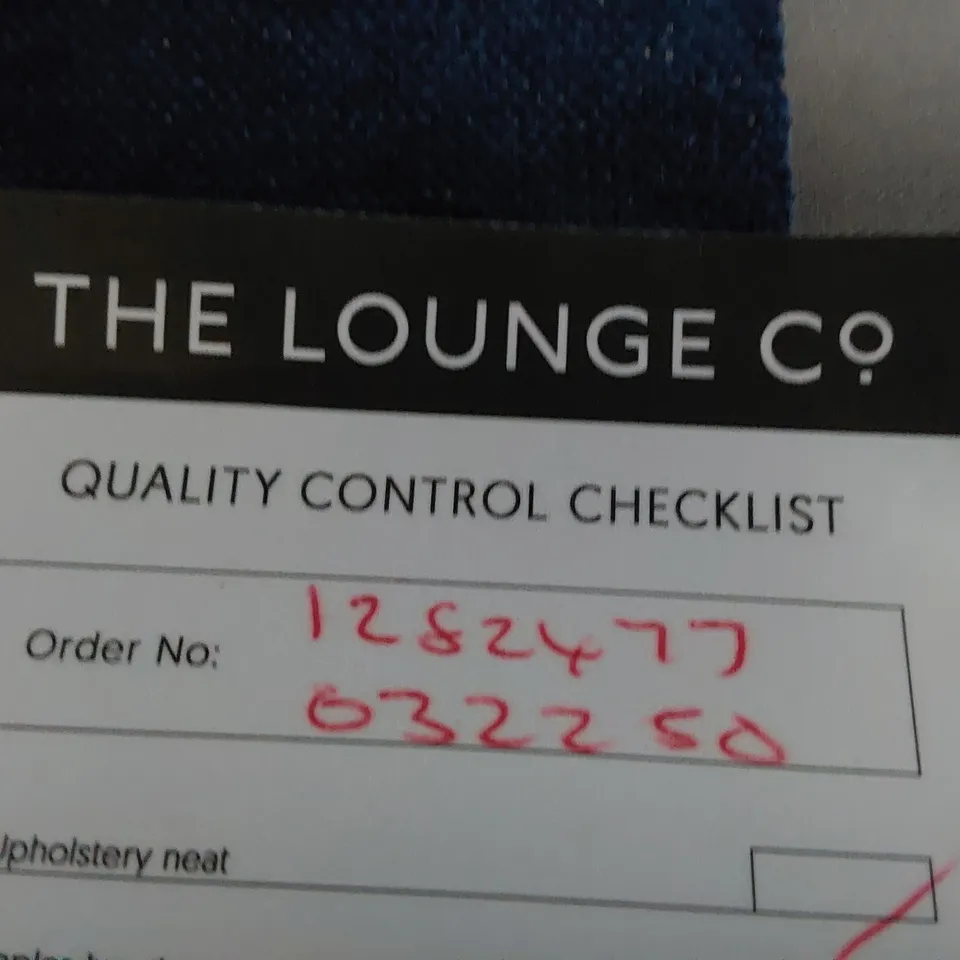 THE LOUNGE Cº
QUALITY CONTROL CHECKLIST
Order No: 1282477
032250
Upholstery neat